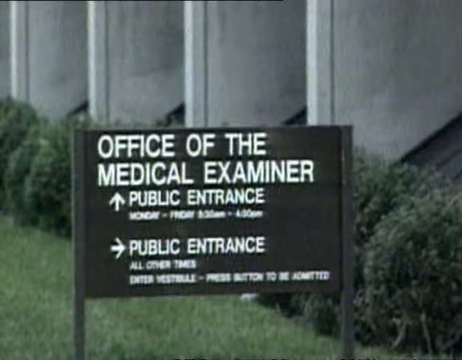 OFFICE OF THE
MEDICAL EXAMINER
↑ PUBLIC ENTRANCE
MONDAY - FRIDAY 8:30am - 4:00pm
→ PUBLIC ENTRANCE
ALL OTHER TIMES
ENTER VESTIBULE - PRESS BUTTON TO BE ADMITTED